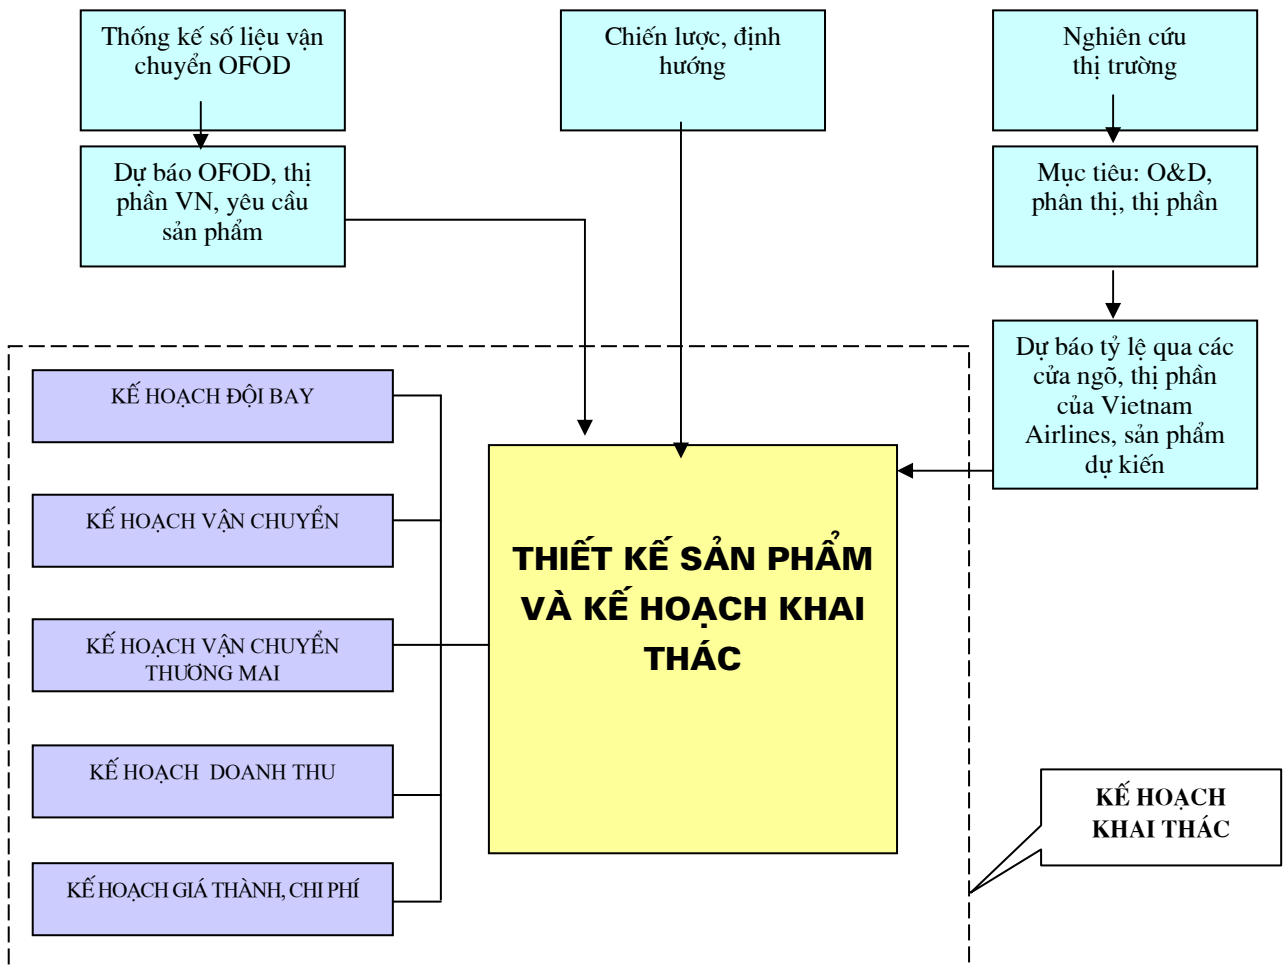 Thống kế số liệu vận
chuyển OFOD
Chiến lược, định
hướng
Nghiên cứu
thị trường
Dự báo OFOD, thị
phần VN, yêu cầu
sản phẩm
Mục tiêu: O&D,
phân thị, thị phần
Dự báo tỷ lệ qua các
cửa ngõ, thị phần
của Vietnam
Airlines, sản phẩm
dự kiến
KẾ HOẠCH ĐỘI BAY
KẾ HOẠCH VẬN CHUYỂN
KẾ HOẠCH VẬN CHUYỂN
THƯƠNG MAI
KẾ HOẠCH DOANH THU
KẾ HOẠCH GIÁ THÀNH, CHI PHÍ
THIẾT KẾ SẢN PHẨM
VÀ KẾ HOẠCH KHAI
THÁC
KẾ HOẠCH
KHAI THÁC